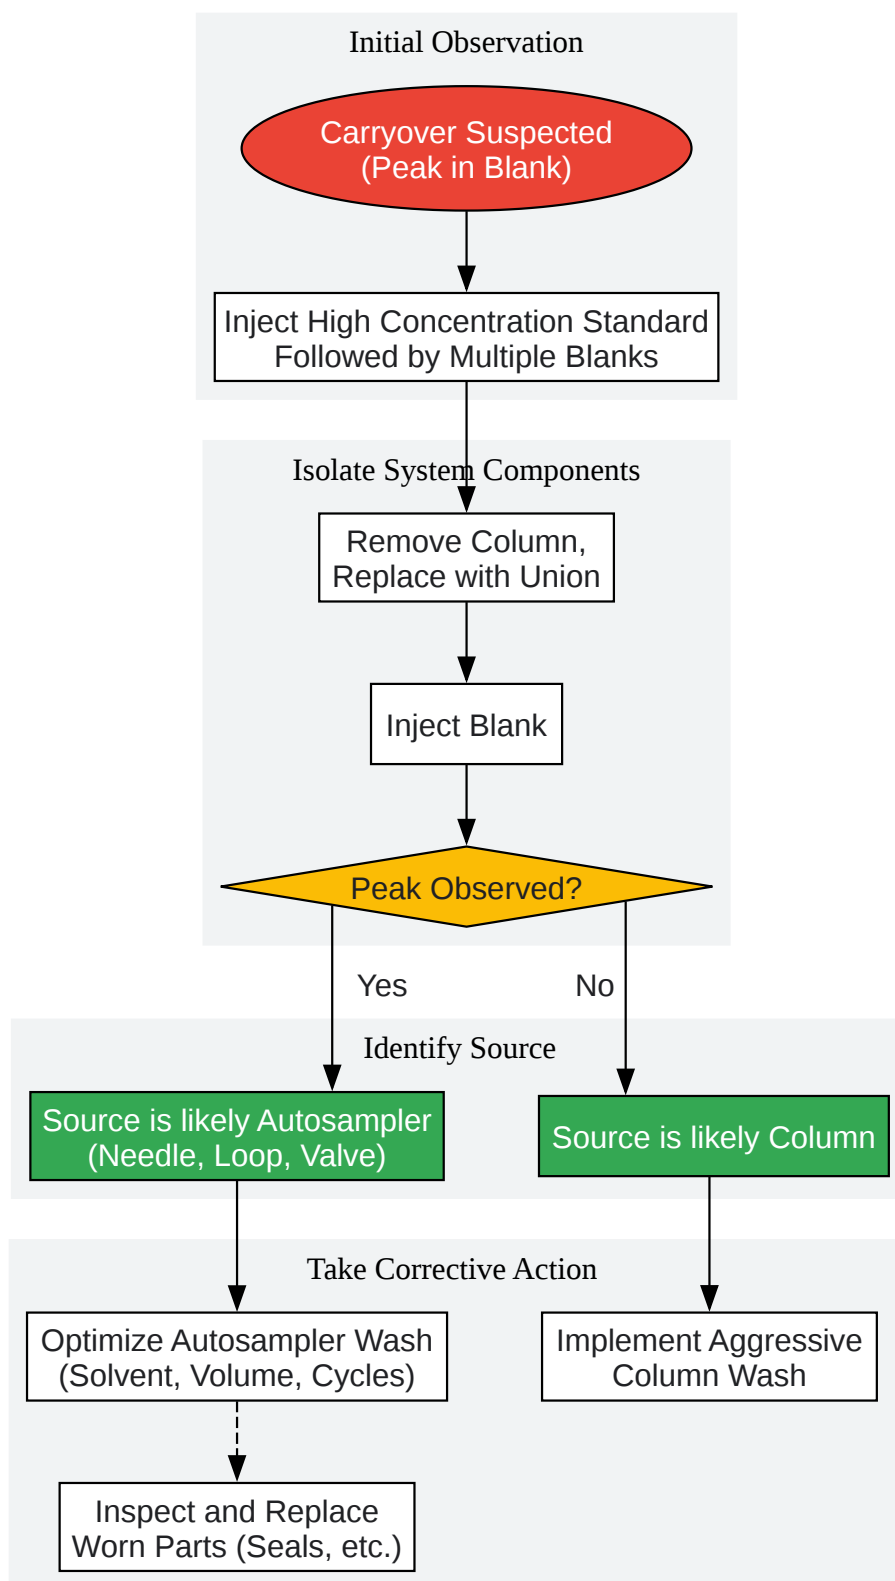 Initial Observation
Carryover Suspected
(Peak in Blank)
Inject High Concentration Standard
Followed by Multiple Blanks
Isolate System Components
Remove Column,
Replace with Union
Inject Blank
Peak Observed?
Yes
No
Identify Source
Source is likely Autosampler
(Needle, Loop, Valve)
Source is likely Column
Take Corrective Action
Optimize Autosampler Wash
(Solvent, Volume, Cycles)
Implement Aggressive
Column Wash
Inspect and Replace
Worn Parts (Seals, etc.)